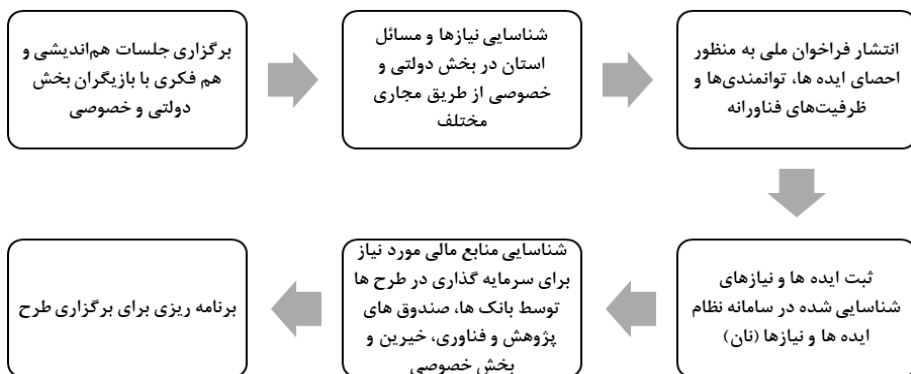 برگزاری جلسات هم‌اندیشی و
هم فکری با بازیگران بخش
دولتی و خصوصی
شناسایی نیازها و مسائل
استان در بخش دولتی و
خصوصی از طریق مجاری
مختلف
انتشار فراخوان ملی به منظور
احصای ایده ها، توانمندی‌ها و
ظرفیت‌های فناورانه
ثبت ایده ها و نیازهای
شناسایی شده در سامانه نظام
ایده ها و نیازها (نان)
شناسایی منابع مالی مورد نیاز
برای سرمایه گذاری در طرح ها
توسط بانک ها، صندوق های
پژوهش و فناوری، خیرین و
بخش خصوصی
برنامه ریزی برای برگزاری طرح